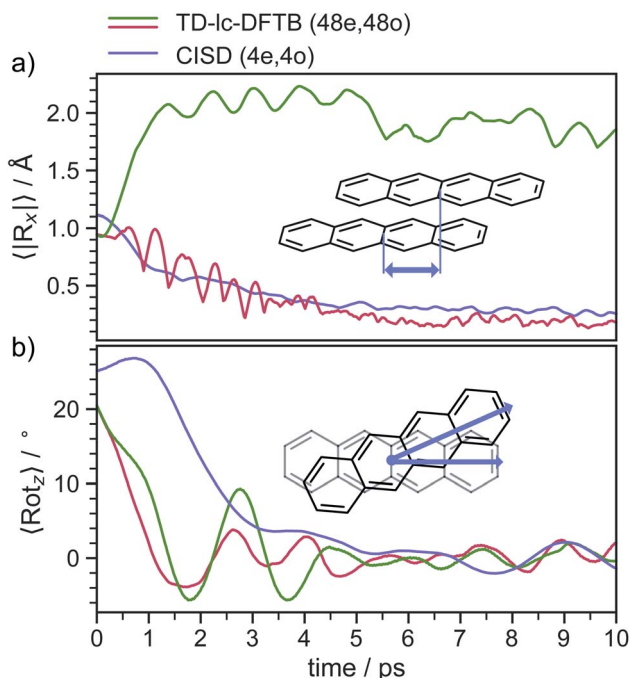 TD-lc-DFTB (48e,48o)
CISD (4e,4o)
a)
⟨|Rx|⟩ / Å
2.0
1.5
1.0
0.5
b)
⟨Rotz⟩ / °
20
10
0
0 1 2 3 4 5 6 7 8 9 10
time / ps